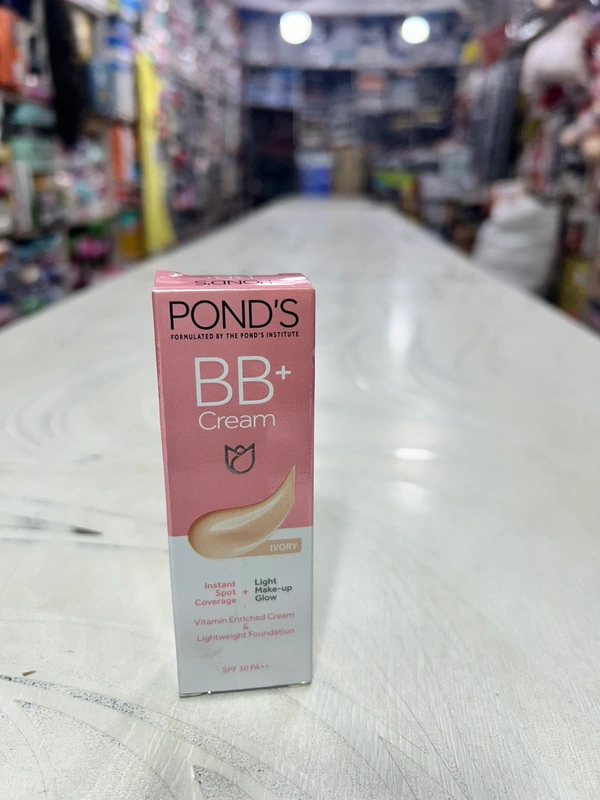 POND'S
POND'S
FORMULATED BY THE POND'S INSTITUTE
BB+
Cream
IVORY
Instant
Spot
Coverage
+
Light
Make-up
Glow
Vitamin Enriched Cream
&
Lightweight Foundation
SPF 30 PA++